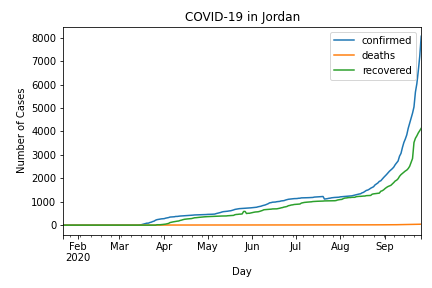 COVID-19 in Jordan
confirmed
deaths
recovered
Number of Cases
8000
7000
6000
5000
4000
3000
2000
1000
0
Feb Mar Apr May Jun Jul Aug Sep
2020
Day